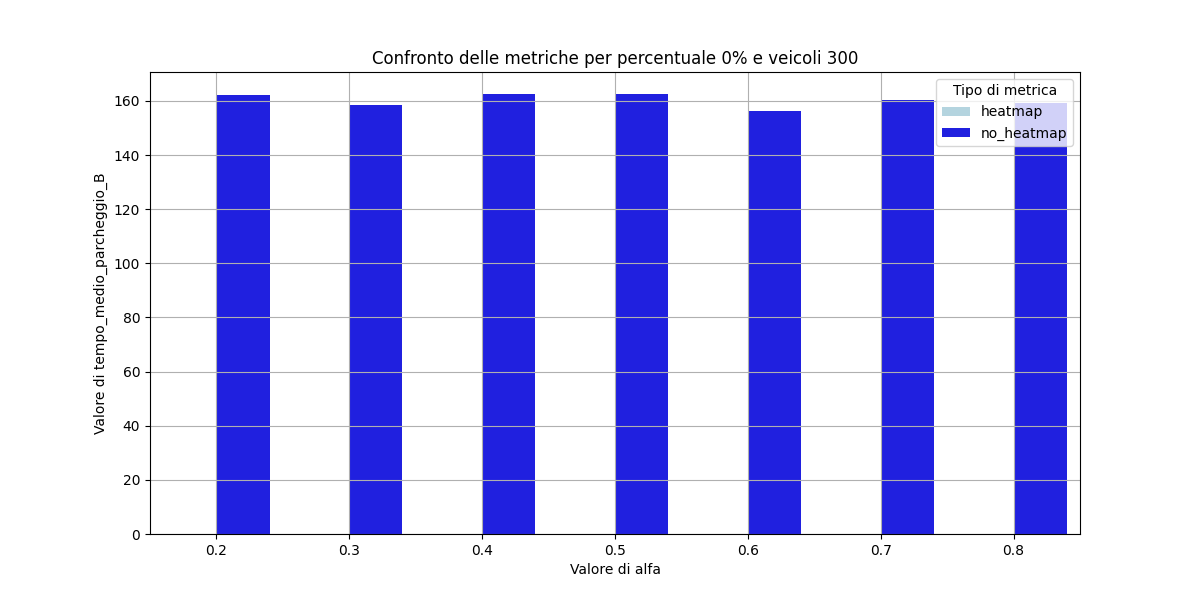 Confronto delle metriche per percentuale 0% e veicoli 300
Valore di tempo_medio_parcheggio_B
160
140
120
100
80
60
40
20
0
Tipo di metrica
heatmap
no_heatmap
0.2 0.3 0.4 0.5 0.6 0.7 0.8
Valore di alfa